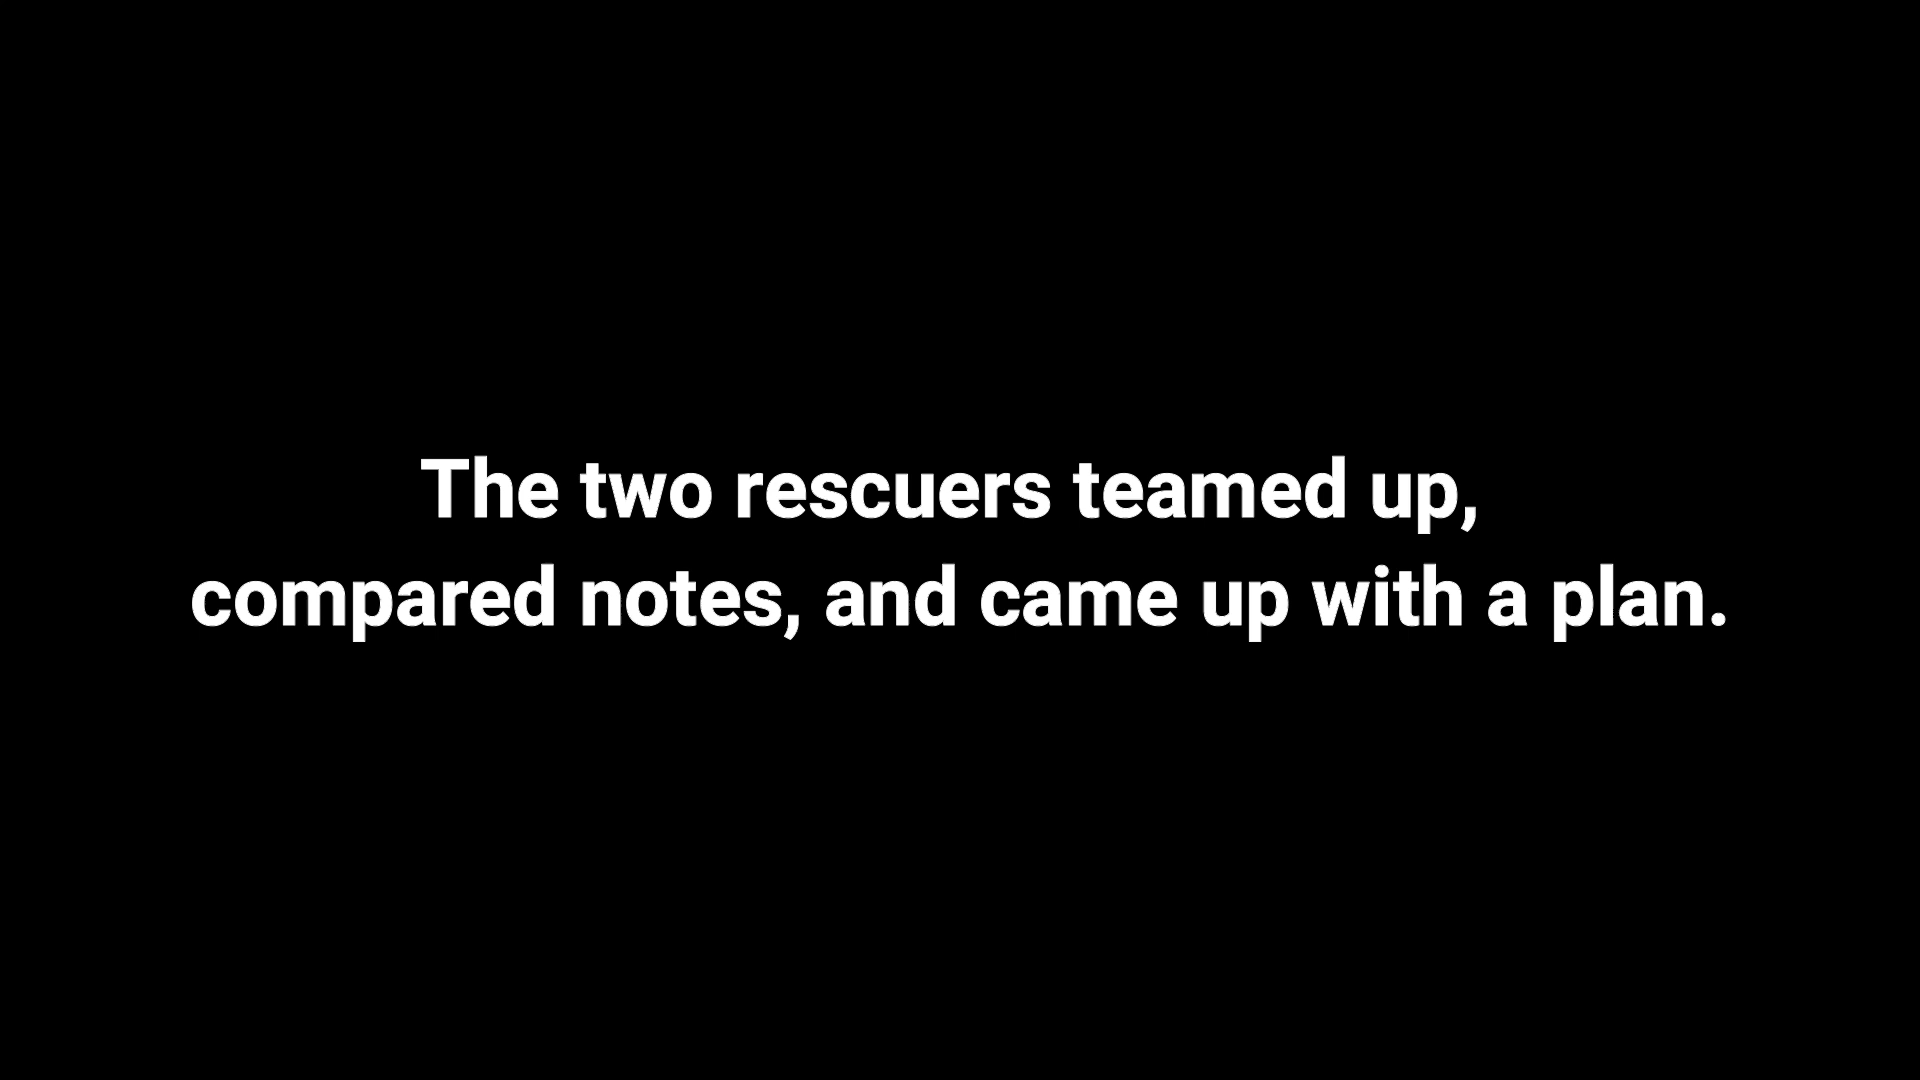 The two rescuers teamed up,
compared notes, and came up with a plan.